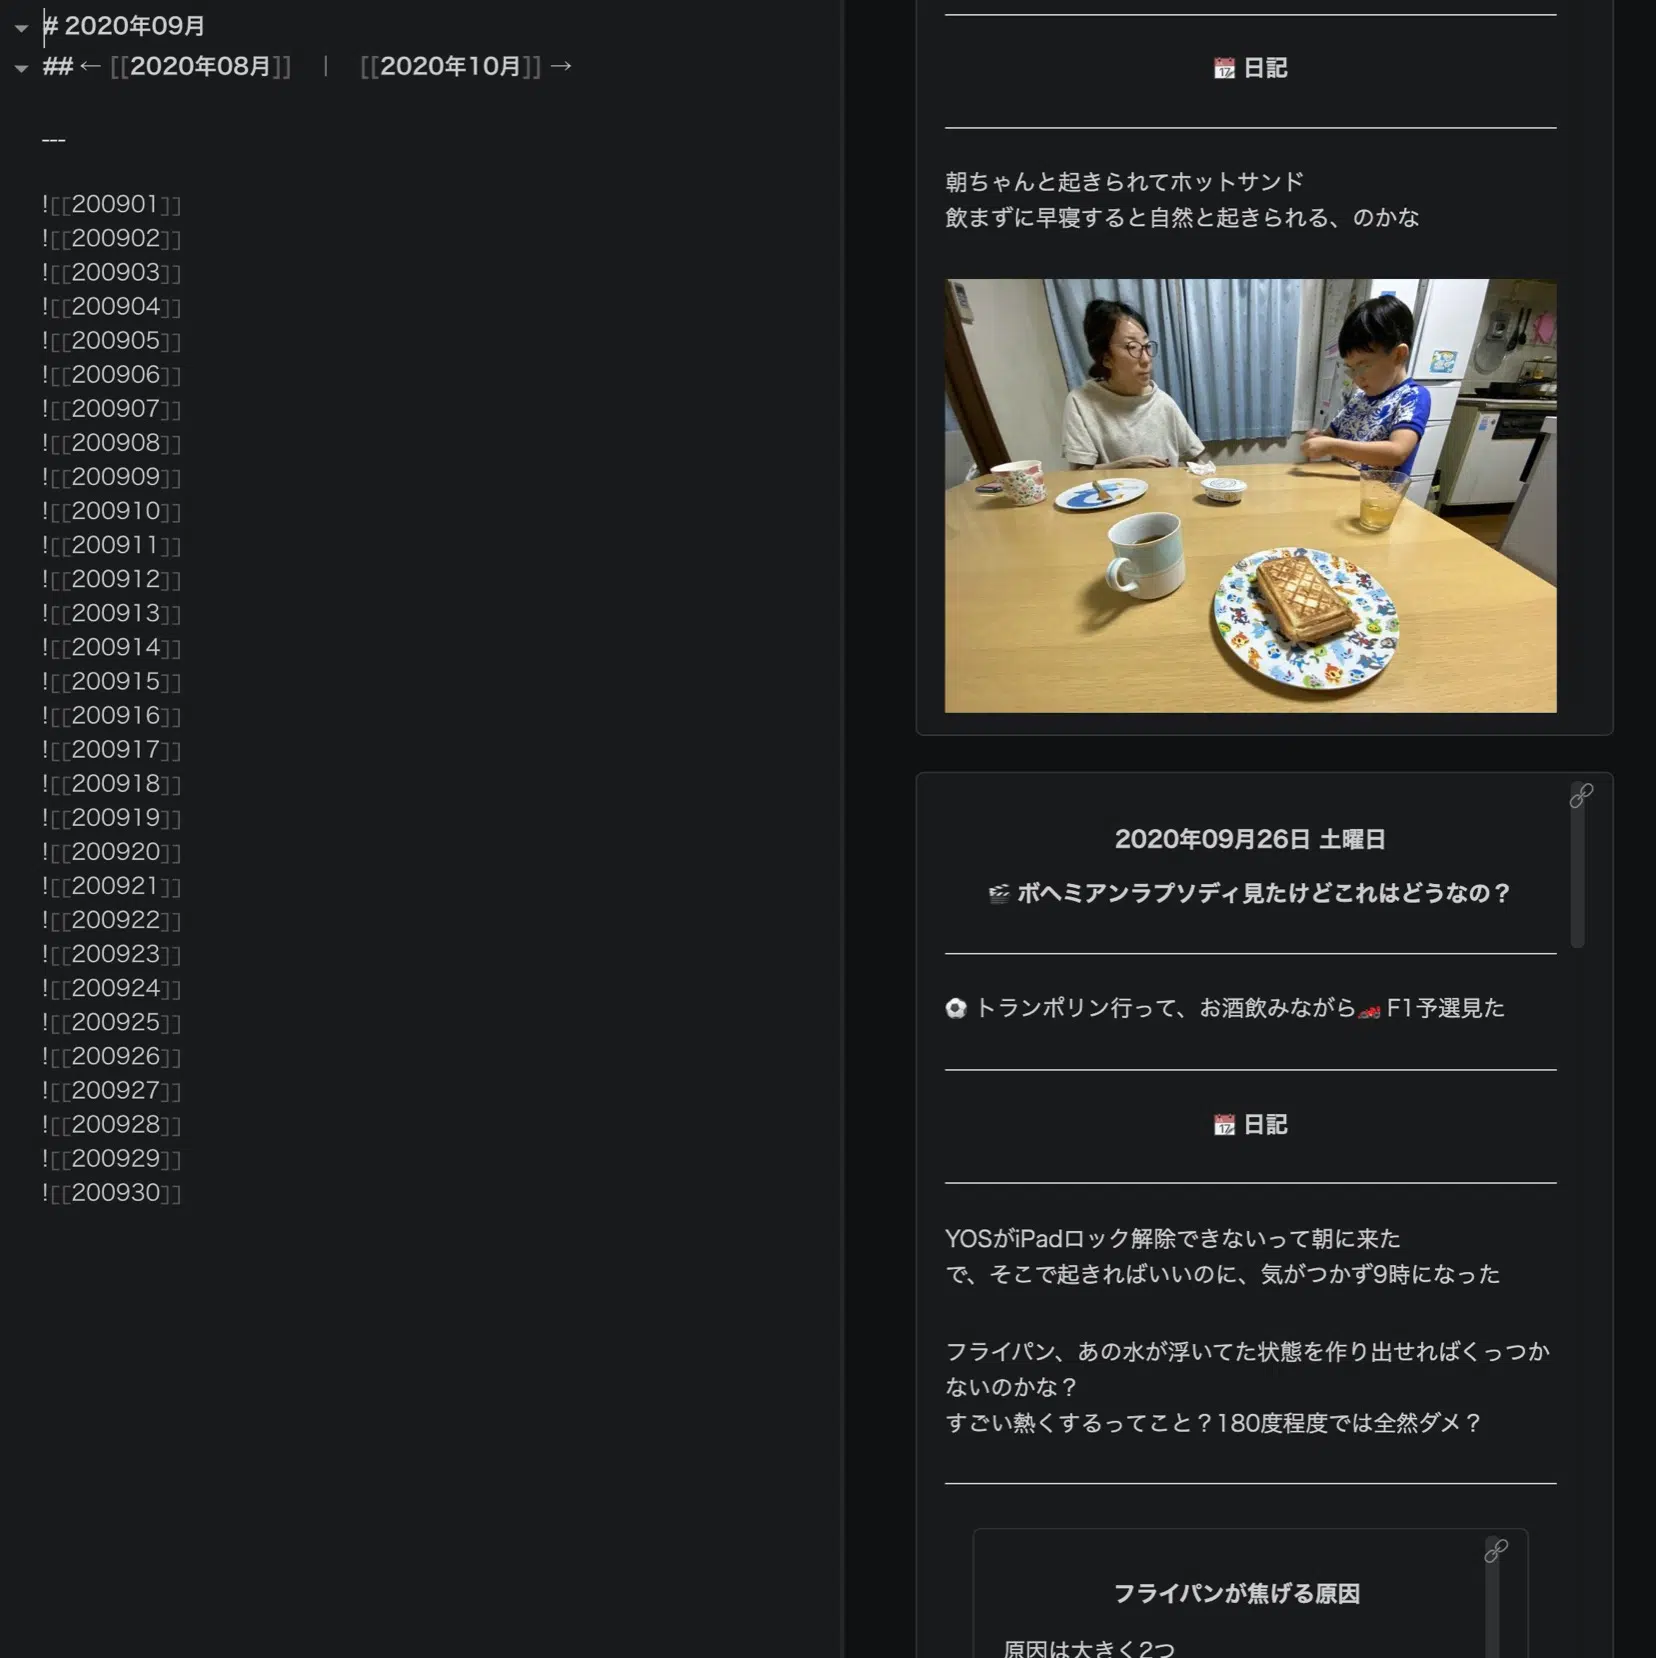 # 2020年09月
## ← [[2020年08月]] | [[2020年10月]] →
---
![[200901]]
![[200902]]
![[200903]]
![[200904]]
![[200905]]
![[200906]]
![[200907]]
![[200908]]
![[200909]]
![[200910]]
![[200911]]
![[200912]]
![[200913]]
![[200914]]
![[200915]]
![[200916]]
![[200917]]
![[200918]]
![[200919]]
![[200920]]
![[200921]]
![[200922]]
![[200923]]
![[200924]]
![[200925]]
![[200926]]
![[200927]]
![[200928]]
![[200929]]
![[200930]]
📆 日記
朝ちゃんと起きられてホットサンド
飲まずに早寝すると自然と起きられる、のかな
2020年09月26日 土曜日
🎬 ボヘミアンラプソディ見たけどこれはどうなの？
⚽ トランポリン行って、お酒飲みながら🏎 F1予選見た
📆 日記
YOSがiPadロック解除できないって朝に来た
で、そこで起きればいいのに、気がつかず9時になった
フライパン、あの水が浮いてた状態を作り出せればくっつか
ないのかな？
すごい熱くするってこと？180度程度では全然ダメ？
フライパンが焦げる原因
原因は大きく2つ